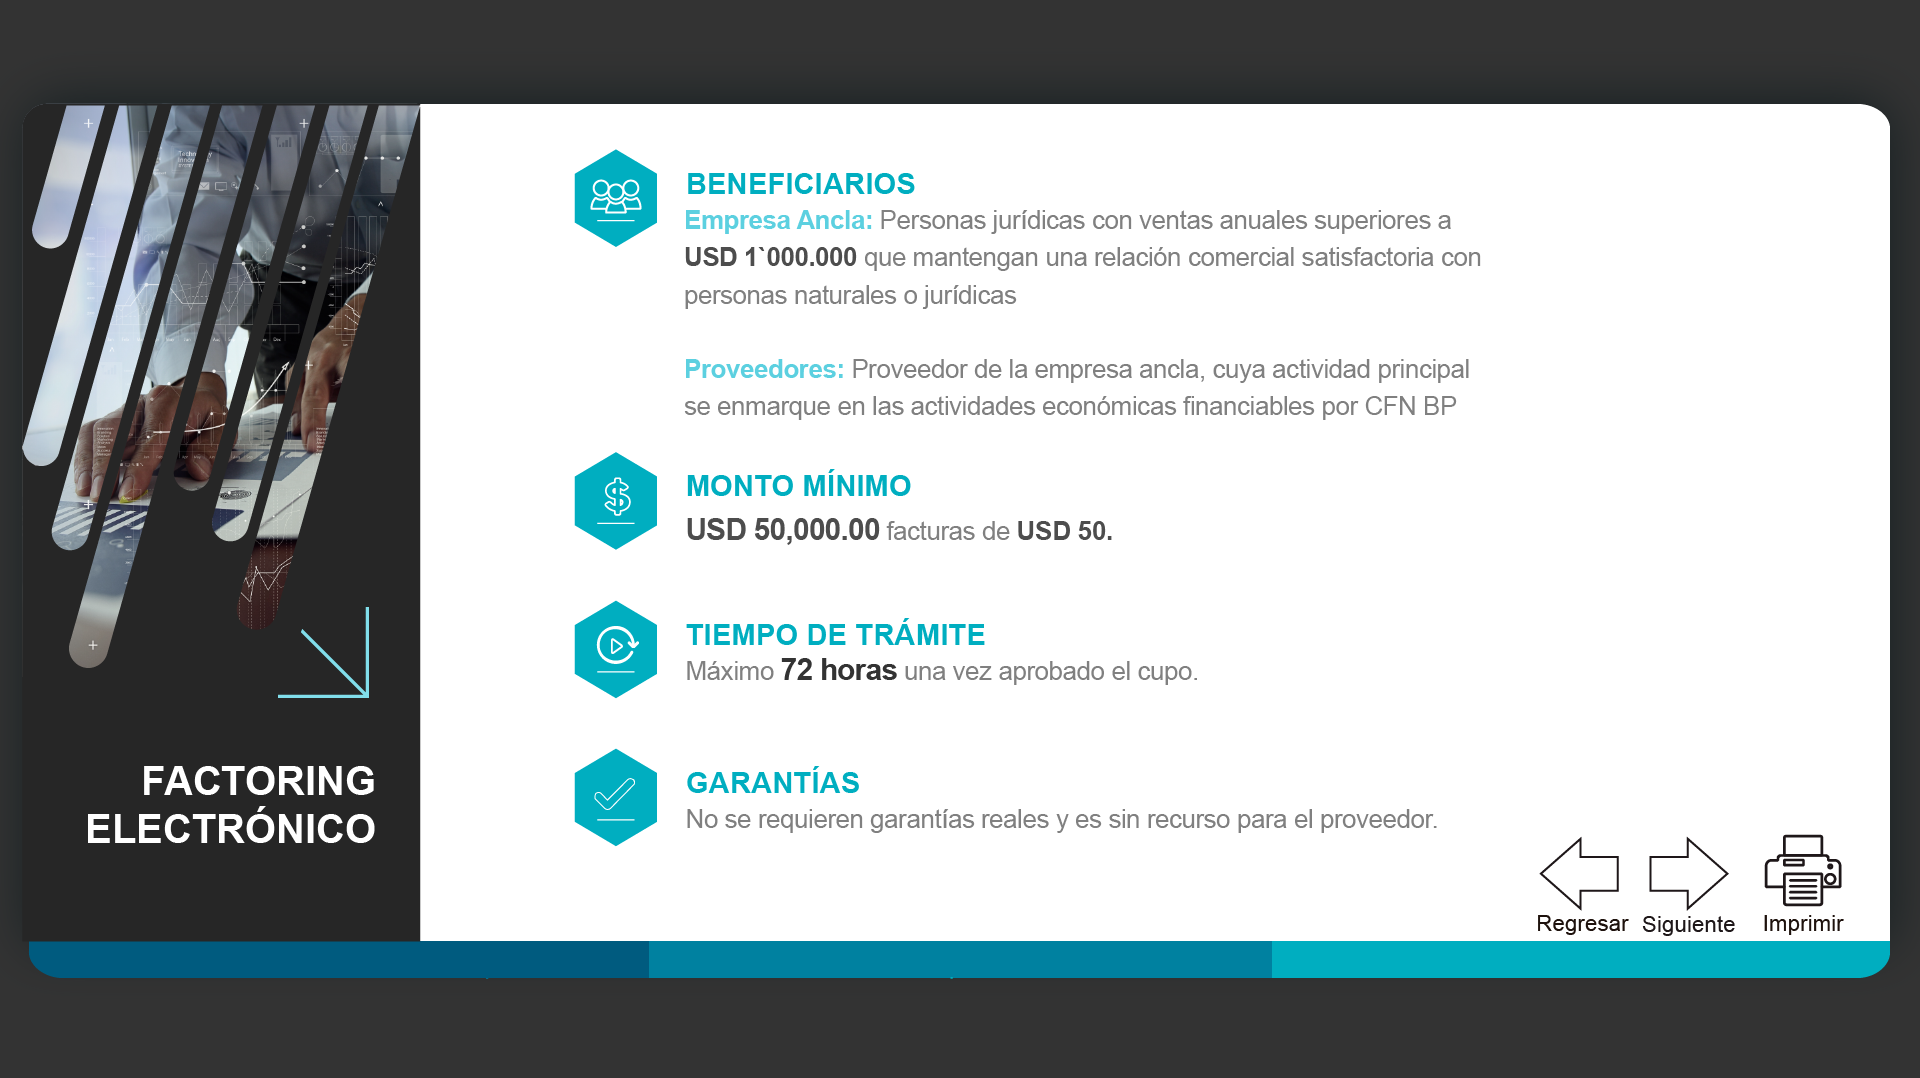 FACTORING
ELECTRÓNICO
BENEFICIARIOS
Empresa Ancla: Personas jurídicas con ventas anuales superiores a
USD 1`000.000 que mantengan una relación comercial satisfactoria con
personas naturales o jurídicas
Proveedores: Proveedor de la empresa ancla, cuya actividad principal
se enmarque en las actividades económicas financiables por CFN BP
MONTO MÍNIMO
USD 50,000.00 facturas de USD 50.
TIEMPO DE TRÁMITE
Máximo 72 horas una vez aprobado el cupo.
GARANTÍAS
No se requieren garantías reales y es sin recurso para el proveedor.
Regresar
Siguiente
Imprimir